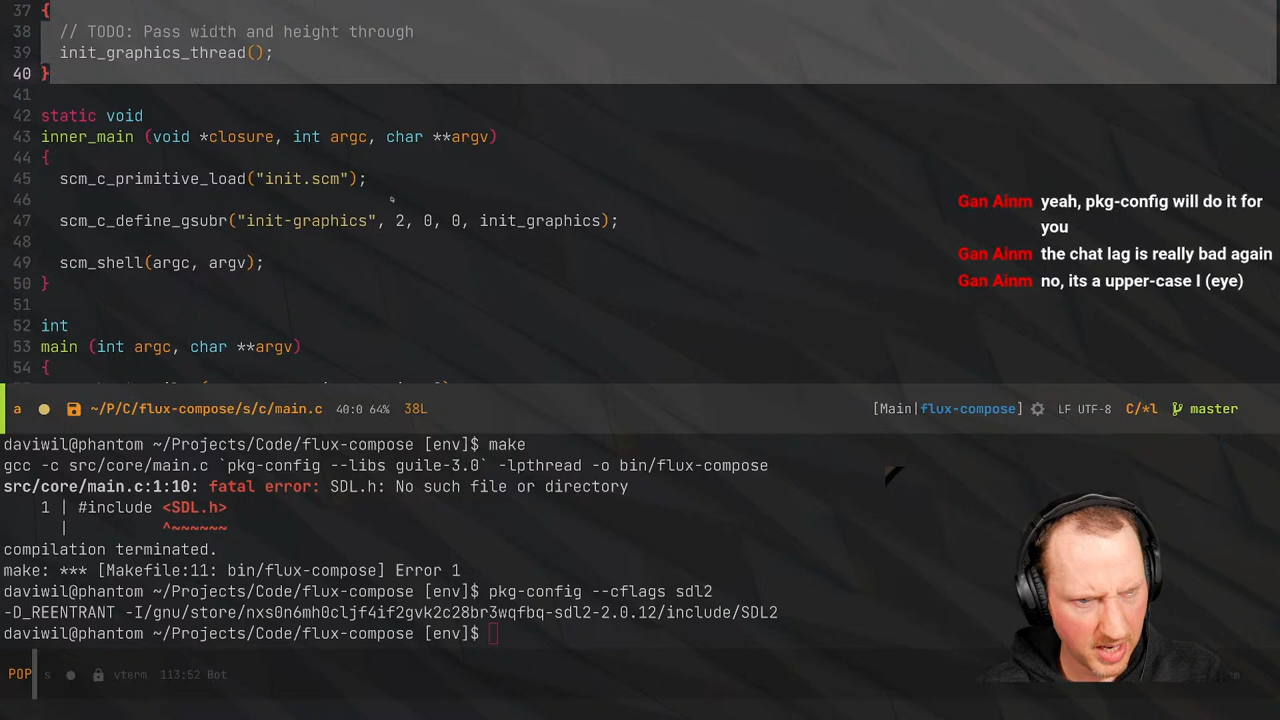 37 {
38 // TODO: Pass width and height through
39 init_graphics_thread();
40 }
41
42 static void
43 inner_main (void *closure, int argc, char **argv)
44 {
45 scm_c_primitive_load("init.scm");
46
47 scm_c_define_gsubr("init-graphics", 2, 0, 0, init_graphics);
48
49 scm_shell(argc, argv);
50 }
51
52 int
53 main (int argc, char **argv)
54 {
Gan Ainm yeah, pkg-config will do it for
you
Gan Ainm the chat lag is really bad again
Gan Ainm no, its a upper-case I (eye)
a ~/P/C/flux-compose/s/c/main.c 40:0 64% 38L [Main|flux-compose] LF UTF-8 C/*l master
daviwil@phantom ~/Projects/Code/flux-compose [env]$ make
gcc -c src/core/main.c `pkg-config --libs guile-3.0` -lpthread -o bin/flux-compose
src/core/main.c:1:10: fatal error: SDL.h: No such file or directory
1 | #include <SDL.h>
| ^~~~~~~
compilation terminated.
make: *** [Makefile:11: bin/flux-compose] Error 1
daviwil@phantom ~/Projects/Code/flux-compose [env]$ pkg-config --cflags sdl2
-D_REENTRANT -I/gnu/store/nxs0n6mh0cljf4if2gvk2c28br3wqfbq-sdl2-2.0.12/include/SDL2
daviwil@phantom ~/Projects/Code/flux-compose [env]$
POP s vterm 113:52 Bot